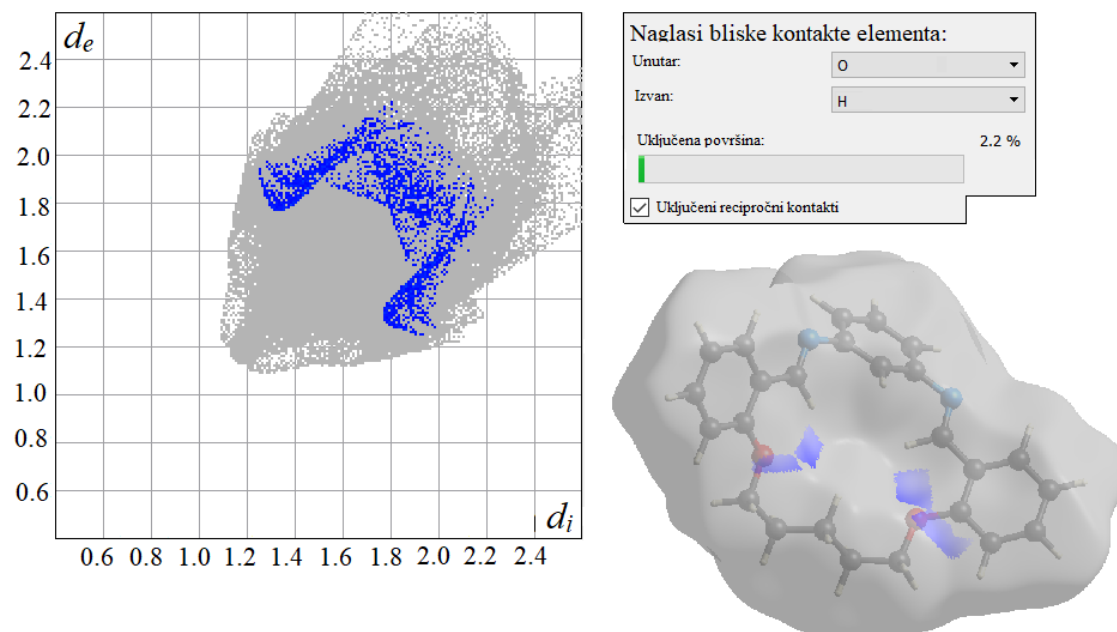 d_e
2.4
2.2
2.0
1.8
1.6
1.4
1.2
1.0
0.8
0.6
d_i
0.6 0.8 1.0 1.2 1.4 1.6 1.8 2.0 2.2 2.4
Naglasi bliske kontakte elementa:
Unutar: O
Izvan: H
Uključena površina: 2.2 %
Uključeni recipročni kontakti